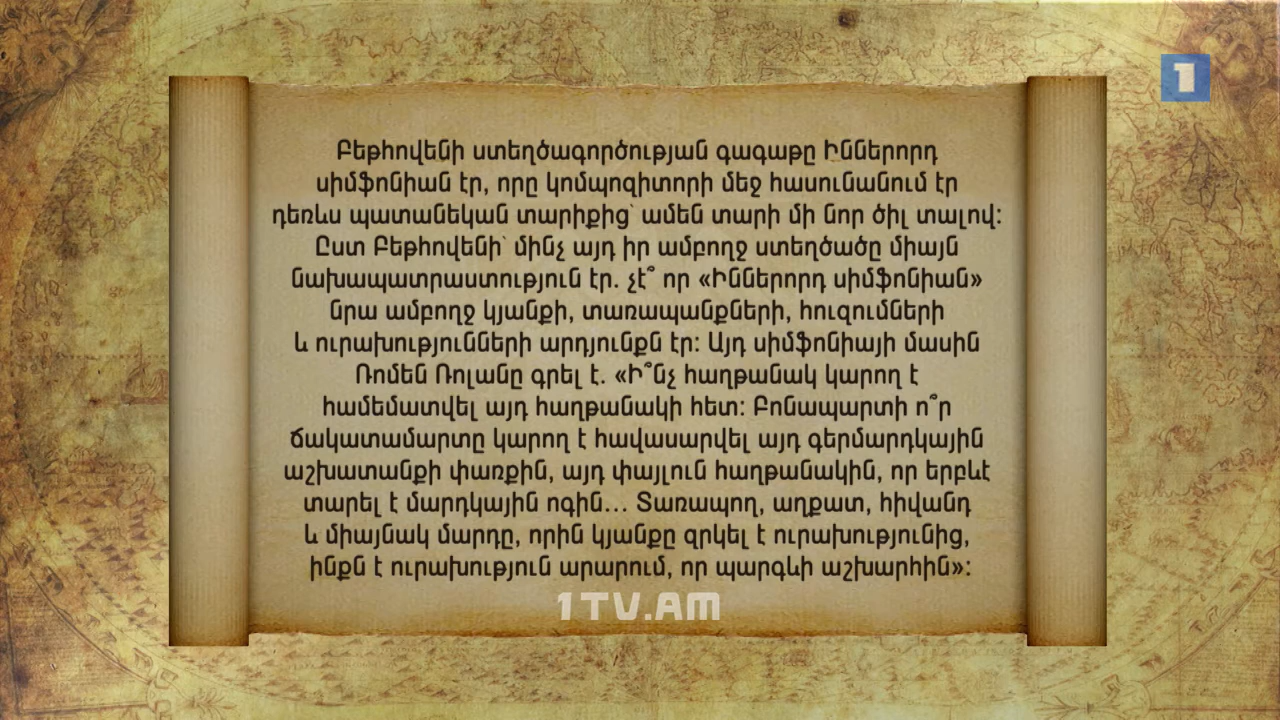 1
Բեթհովենի ստեղծագործության գագաթը Իններորդ
սիմֆոնիան էր, որը կոմպոզիտորի մեջ հասունանում էր
դեռևս պատանեկան տարիքից՝ ամեն տարի մի նոր ծիլ տալով:
Ըստ Բեթհովենի՝ մինչ այդ իր ամբողջ ստեղծածը միայն
նախապատրաստություն էր. չէ՞ որ «Իններորդ սիմֆոնիան»
նրա ամբողջ կյանքի, տառապանքների, հուզումների
և ուրախությունների արդյունքն էր: Այդ սիմֆոնիայի մասին
Ռոմեն Ռոլանը գրել է. «Ի՞նչ հաղթանակ կարող է
համեմատվել այդ հաղթանակի հետ: Բոնապարտի ո՞ր
ճակատամարտը կարող է հավասարվել այդ գերմարդկային
աշխատանքի փառքին, այդ փայլուն հաղթանակին, որ երբևէ
տարել է մարդկային ոգին... Տառապող, աղքատ, հիվանդ
և միայնակ մարդը, որին կյանքը զրկել է ուրախությունից,
ինքն է ուրախություն արարում, որ պարգևի աշխարհին»:
1TV.AM